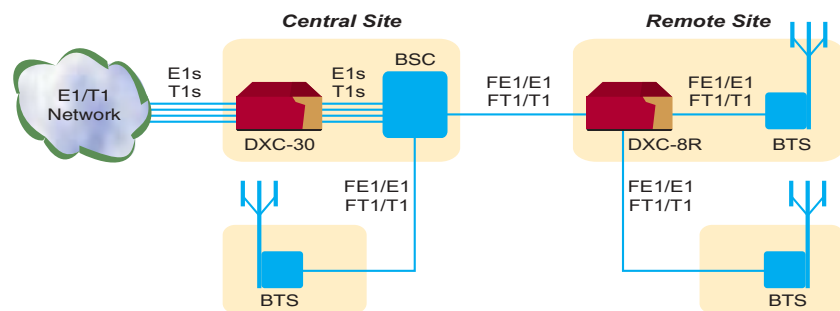 Central Site
Remote Site
E1/T1
Network
E1s
T1s
DXC-30
E1s
T1s
BSC
FE1/E1
FT1/T1
DXC-8R
FE1/E1
FT1/T1
BTS
FE1/E1
FT1/T1
BTS
FE1/E1
FT1/T1
BTS